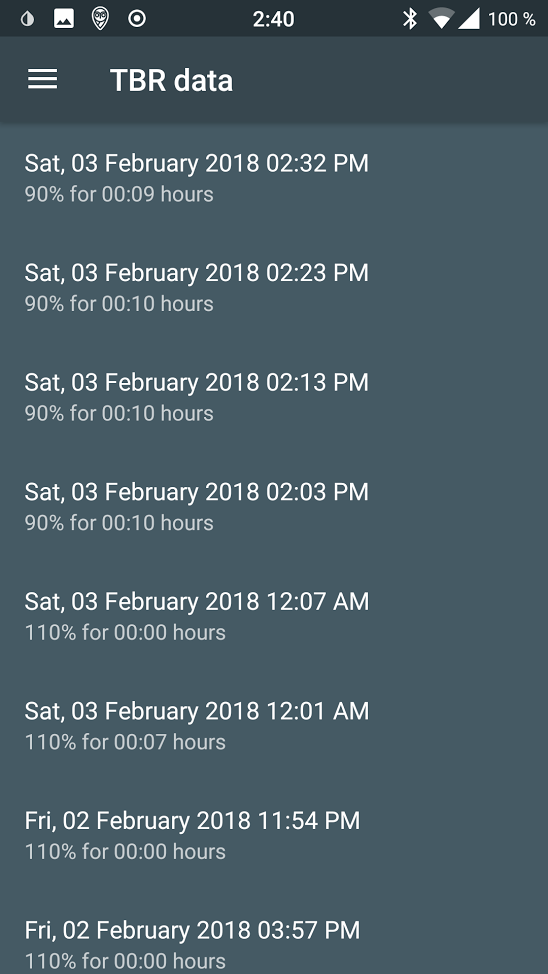 2:40
100 %
TBR data
Sat, 03 February 2018 02:32 PM
90% for 00:09 hours
Sat, 03 February 2018 02:23 PM
90% for 00:10 hours
Sat, 03 February 2018 02:13 PM
90% for 00:10 hours
Sat, 03 February 2018 02:03 PM
90% for 00:10 hours
Sat, 03 February 2018 12:07 AM
110% for 00:00 hours
Sat, 03 February 2018 12:01 AM
110% for 00:07 hours
Fri, 02 February 2018 11:54 PM
110% for 00:00 hours
Fri, 02 February 2018 03:57 PM
110% for 00:00 hours